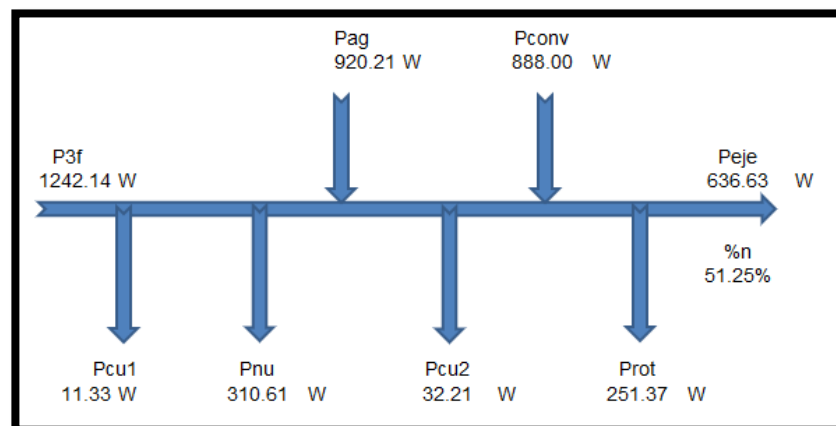 Pag
920.21 W
Pconv
888.00 W
P3f
1242.14 W
Peje
636.63 W
%n
51.25%
Pcu1
11.33 W
Pnu
310.61 W
Pcu2
32.21 W
Prot
251.37 W